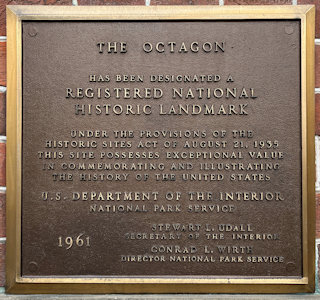 THE OCTAGON
HAS BEEN DESIGNATED A
REGISTERED NATIONAL
HISTORIC LANDMARK
UNDER THE PROVISIONS OF THE
HISTORIC SITES ACT OF AUGUST 21, 1935
THIS SITE POSSESSES EXCEPTIONAL VALUE
IN COMMEMORATING AND ILLUSTRATING
THE HISTORY OF THE UNITED STATES
U.S. DEPARTMENT OF THE INTERIOR
NATIONAL PARK SERVICE
STEWART L. UDALL
SECRETARY OF THE INTERIOR
1961
CONRAD L. WIRTH
DIRECTOR NATIONAL PARK SERVICE